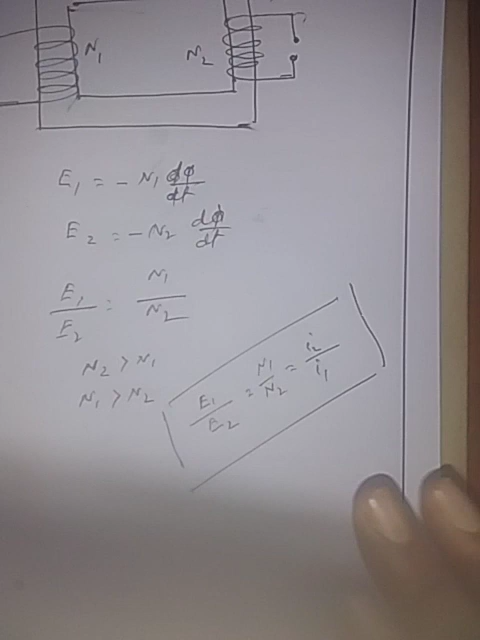 N₁ N₂
E₁ = - N₁ dφ/dt
E₂ = - N₂ dφ/dt
E₁/E₂ = N₁/N₂
N₂ > N₁
N₁ > N₂
E₁/E₂ = N₁/N₂ = i₂/i₁